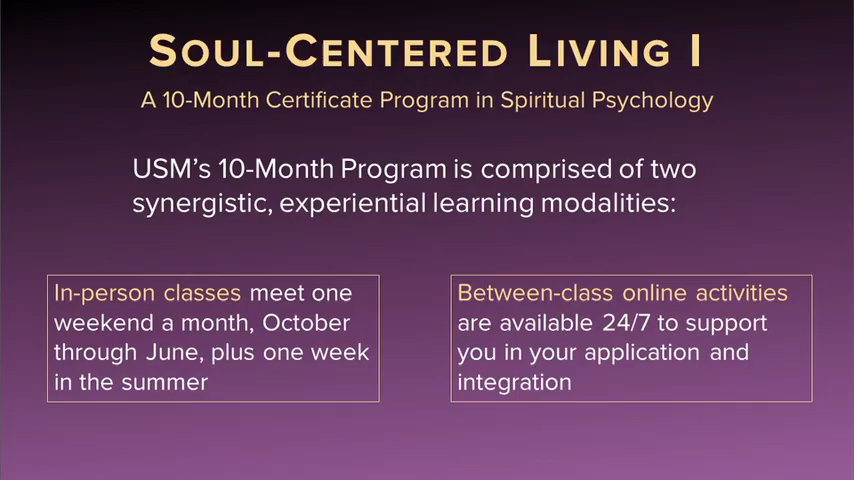 SOUL-CENTERED LIVING I
A 10-Month Certificate Program in Spiritual Psychology
USM’s 10-Month Program is comprised of two
synergistic, experiential learning modalities:
In-person classes meet one
weekend a month, October
through June, plus one week
in the summer
Between-class online activities
are available 24/7 to support
you in your application and
integration